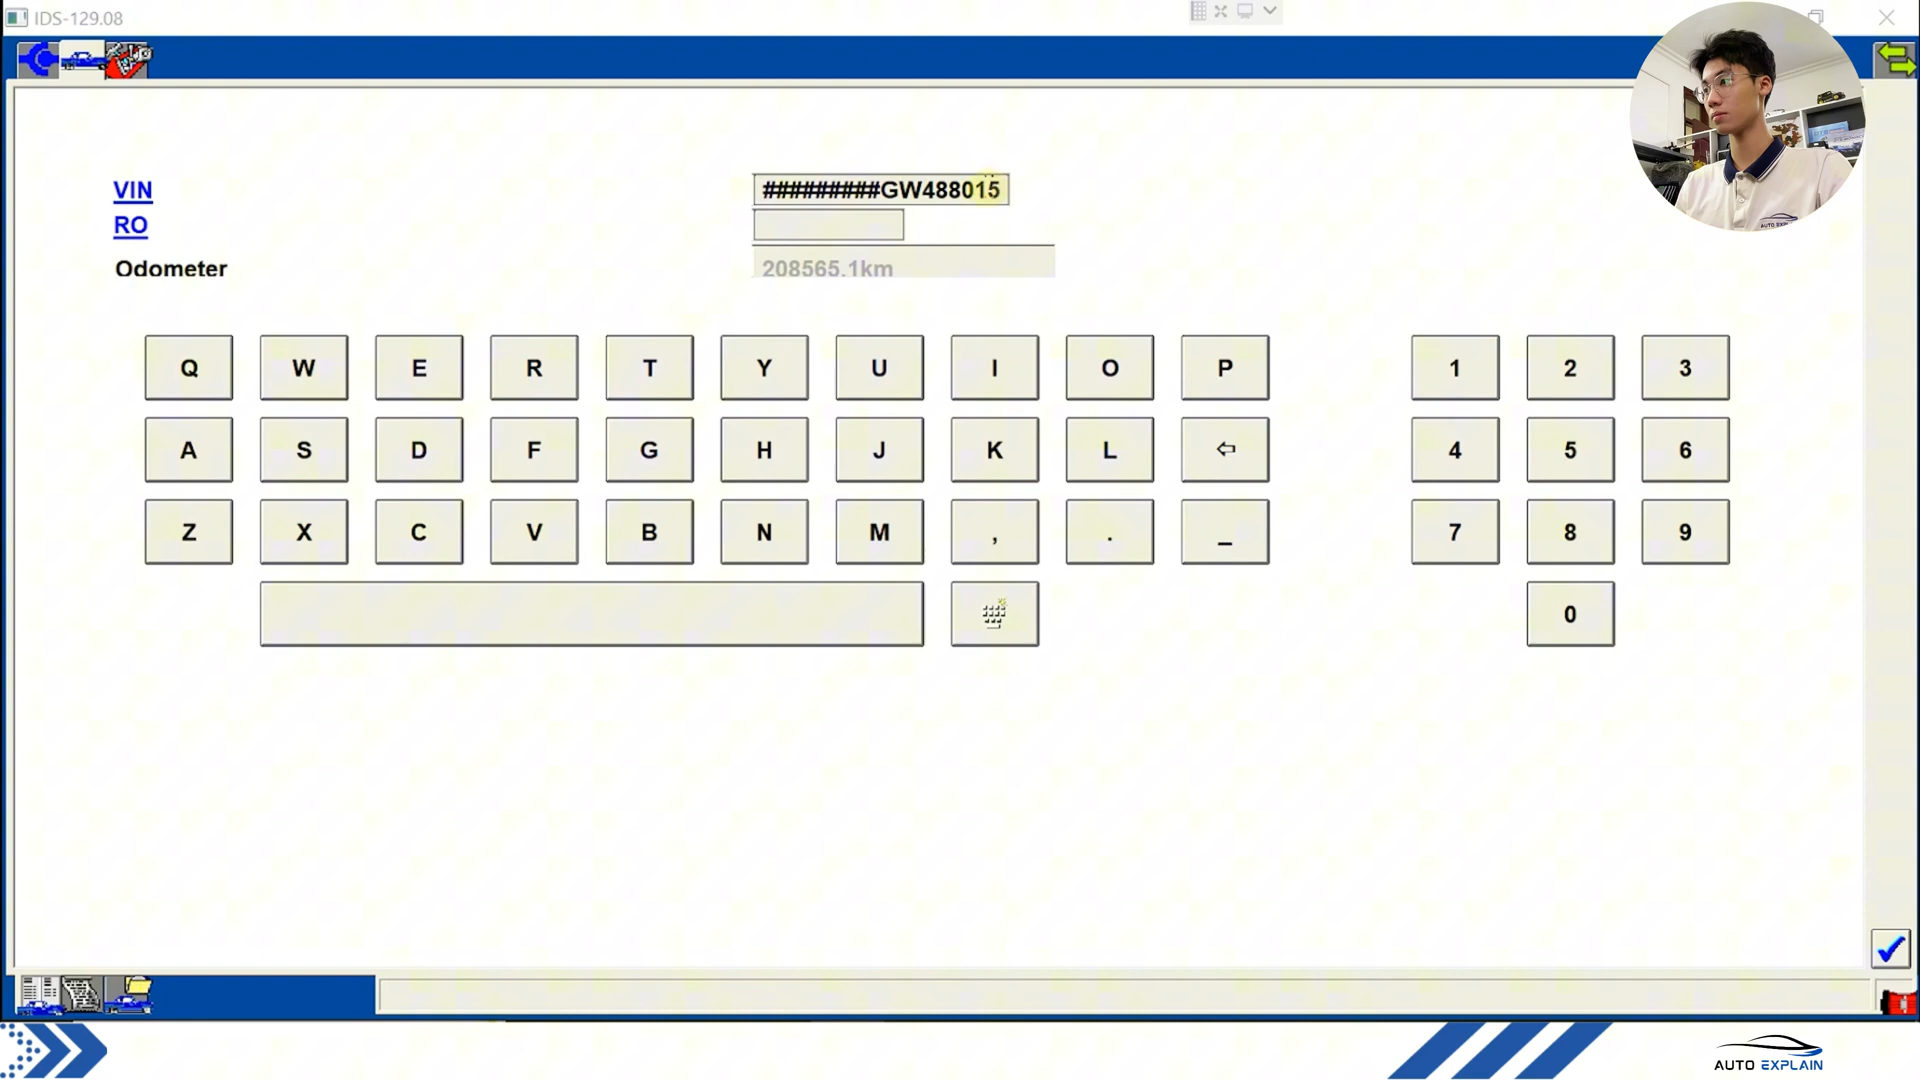 IDS-129.08
VIN #########GW488015
RO
Odometer 208565.1km
Q W E R T Y U I O P 1 2 3
A S D F G H J K L ⇦ 4 5 6
Z X C V B N M , . _ 7 8 9
0
AUTO EXPLAIN